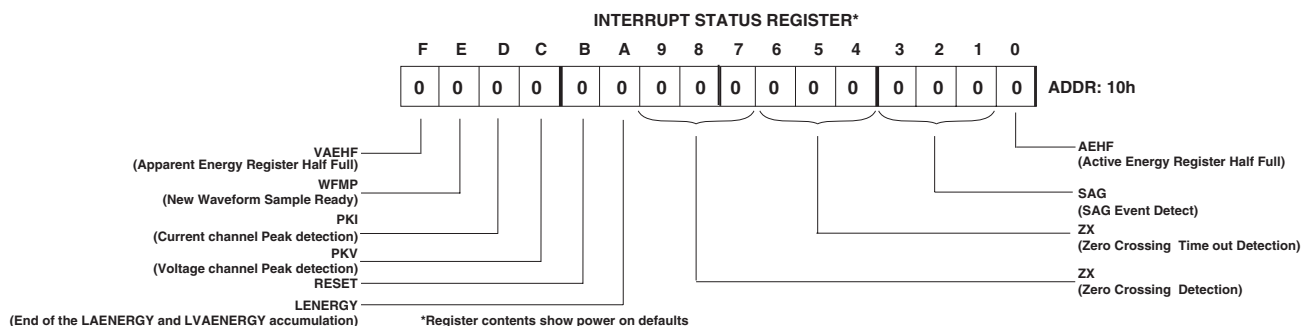 INTERRUPT STATUS REGISTER*
F E D C B A 9 8 7 6 5 4 3 2 1 0
0 0 0 0 0 0 0 0 0 0 0 0 0 0 0 0 ADDR: 10h
VAEHF
(Apparent Energy Register Half Full)
WFMP
(New Waveform Sample Ready)
PKI
(Current channel Peak detection)
PKV
(Voltage channel Peak detection)
RESET
LENERGY
(End of the LAENERGY and LVAENERGY accumulation)
AEHF
(Active Energy Register Half Full)
SAG
(SAG Event Detect)
ZX
(Zero Crossing Time out Detection)
ZX
(Zero Crossing Detection)
*Register contents show power on defaults